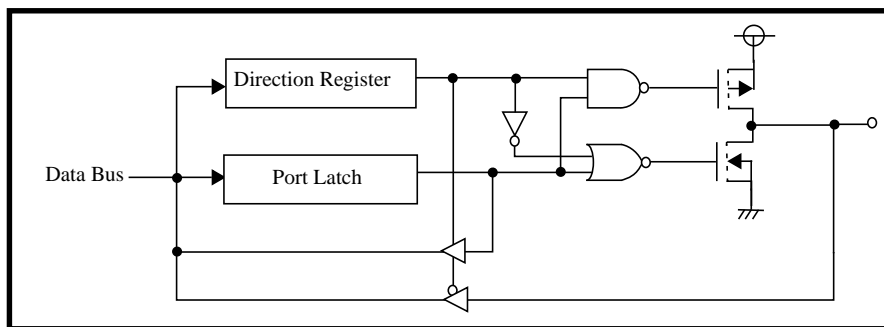 Direction Register
Data Bus
Port Latch